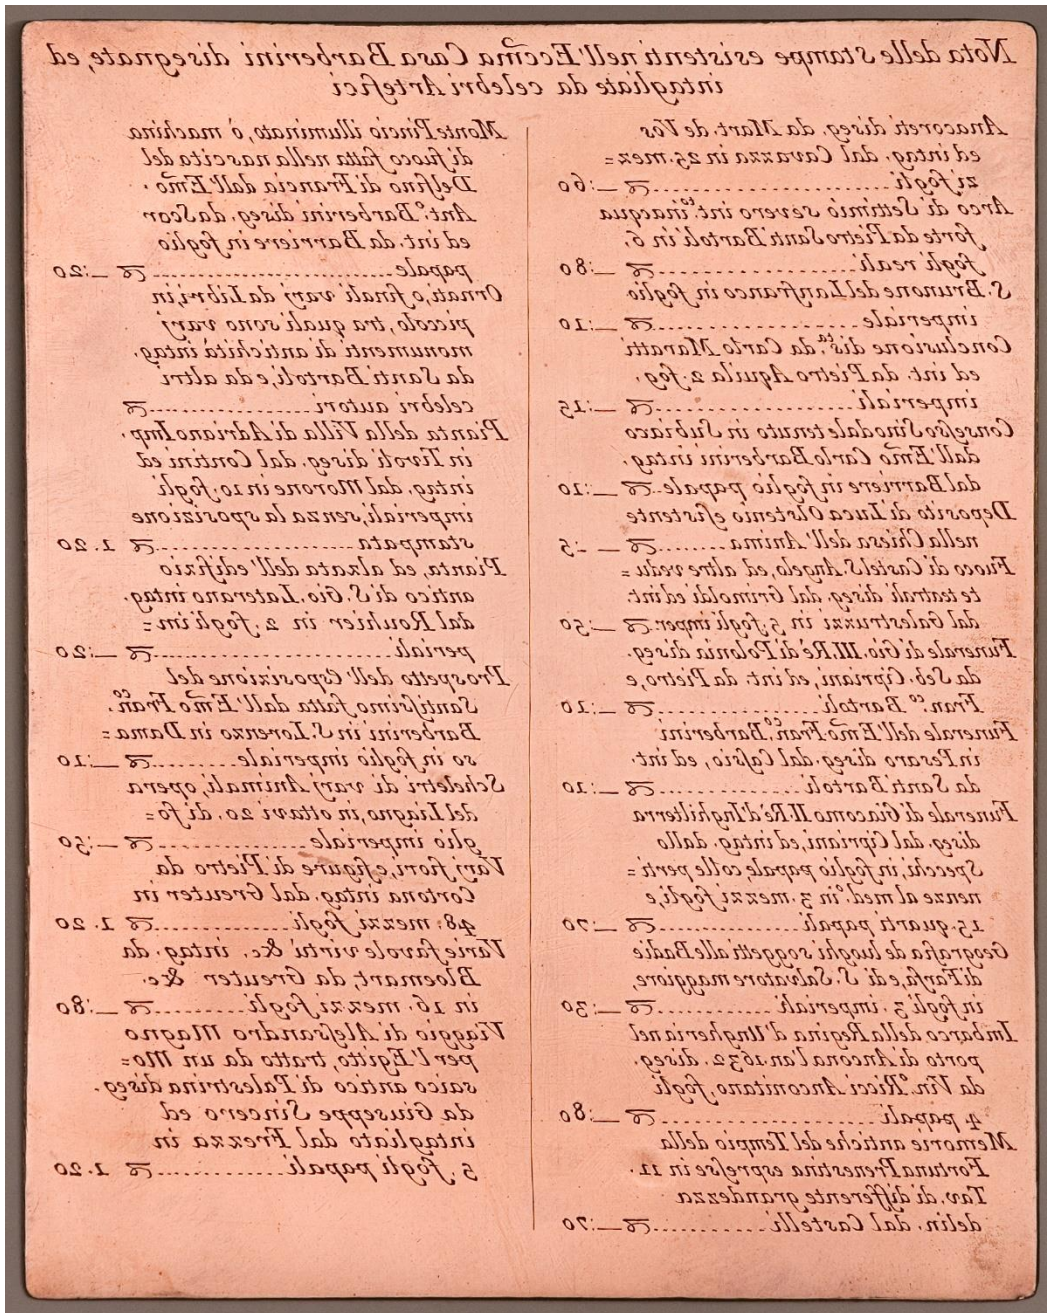 Nota delle Stampe esistenti nell'Eccm̃a Casa Barberini disegnate, ed
intagliate da celebri Artefici
Anacoreti diseg. da Mart. de Vos
ed intag. dal Cavazza in 25. mez=
zi fogli.................... —:60
Arco di Settimio severo int.to in acqua
forte da Pietro Santi Bartoli in 6.
fogli reali.................... —:80
S. Brunone del Lanfranco in foglio
imperiale.................... —:10
Conclusione dis.ta da Carlo Maratti
ed int. da Pietro Aquila 2. fog.
imperiali.................... —:15
Consesso Sinodale tenuto in Subiaco
dall'Em̃o Carlo Barberini intag.
dal Barriere in foglio papale.. —:10
Deposito di Luca Olstenio esistente
nella Chiesa dell'Anima........ — :5
Fuoco di Castel S. Angelo, ed altre vedu=
te teatrali diseg. dal Grimaldi ed int.
dal Galestruzzi in 5. fogli imper. —:50
Funerale di Gio. III. Rè di Polonia diseg.
da Seb. Cipriani, ed int. da Pietro, e
Fran.co Bartoli.................... —:10
Funerale dell'Em̃o Fran.co Barberini
in Pesaro diseg. dal Cassio, ed int.
da Santi Bartoli.................... —:10
Funerale di Giacomo II. Rè d'Inghilterra
diseg. dal Cipriani, ed intag. dallo
Specchi, in foglio papale, colle perti=
nenze al med.o in 3. mezzi fogli, e
15. quarti papali.................... —:70
Geografia de luoghi soggetti alle Badie
di Farfa, e di S. Salvatore maggiore,
in fogli 3. imperiali.............. —:30
Imbarco della Regina d'Ungheria nel
porto di Ancona l'an. 1632. diseg.
da Vin.o Ricci Anconitano, fogli
4 papali.................... —:80
Memorie antiche del Tempio della
Fortuna Prenestina espresse in 11.
Tav. di differente grandezza
delin. dal Castelli.............. —:70
Monte Pincio illuminato, ò machina
di fuoco fatta nella nascita del
Delfino di Francia dall'Em̃o
Ant.o Barberini diseg. da Scor
ed int. da Barriere in foglio
papale.................... —:20
Ornati, o finali varj da Libri, in
piccolo, tra quali sono varj
monumenti di antichità intag.
da Santi Bartoli, e da altri
celebri autori....................
Pianta della Villa di Adriano Imp.
in Tivoli diseg. dal Contini ed
intag. dal Morone in 10. fogli
imperiali, senza la sposizione
stampata.................... 1. 20
Pianta, ed alzata dell'edifizio
antico di S. Gio. Laterano intag.
dal Rouhier in 2. fogli im=
periali.................... —:20
Prospetto dell'Esposizione del
Santissimo fatta dall'Em̃o Fran.co
Barberini in S. Lorenzo in Dama=
so in foglio imperiale.......... —:10
Scheletri di varj Animali, opera
del Liagno, in ottavi 20. di fo=
glio imperiale.................... —:50
Varj fiori, e figure di Pietro da
Cortona intag. dal Greuter in
48. mezzi fogli.................... 1. 20
Varie favole virtù &c. intag. da
Bloemart, da Greuter &c.
in 16. mezzi fogli.............. —:80
Viaggio di Alessandro Magno
per l'Egitto, tratto da un Mo=
saico antico di Palestrina diseg.
da Giuseppe Sincero ed
intagliato dal Frezza in
5. fogli papali.................... 1. 20